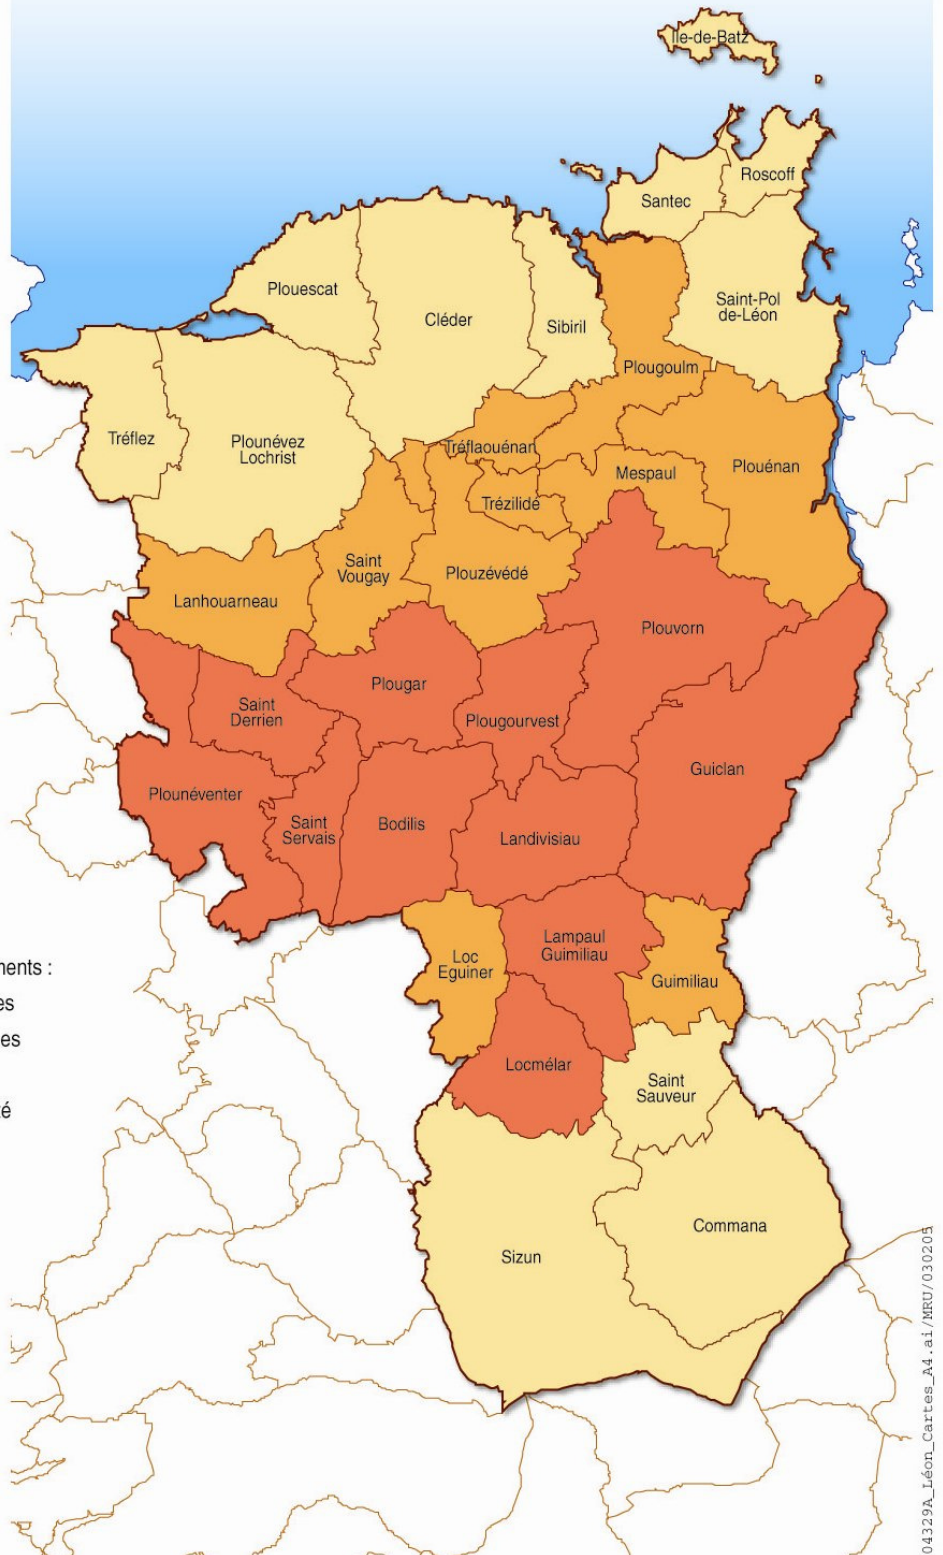 Ile-de-Batz
Roscoff
Santec
Plouescat
Cléder
Sibiril
Saint-Pol
de-Léon
Plougoulm
Tréflez
Plounévez
Lochrist
Tréflaouénan
Mespaul
Plouénan
Trézilidé
Saint
Vougay
Plouzévédé
Lanhouarneau
Plouvorn
Plougar
Saint
Derrien
Plougourvest
Guiclan
Plounéventer
Saint
Servais
Bodilis
Landivisiau
Lampaul
Guimiliau
Loc
Eguiner
Guimiliau
ments :
es
es
té
Locmélar
Saint
Sauveur
Commana
Sizun
04329A_Léon_Cartes_A4.ai/MRU/030205